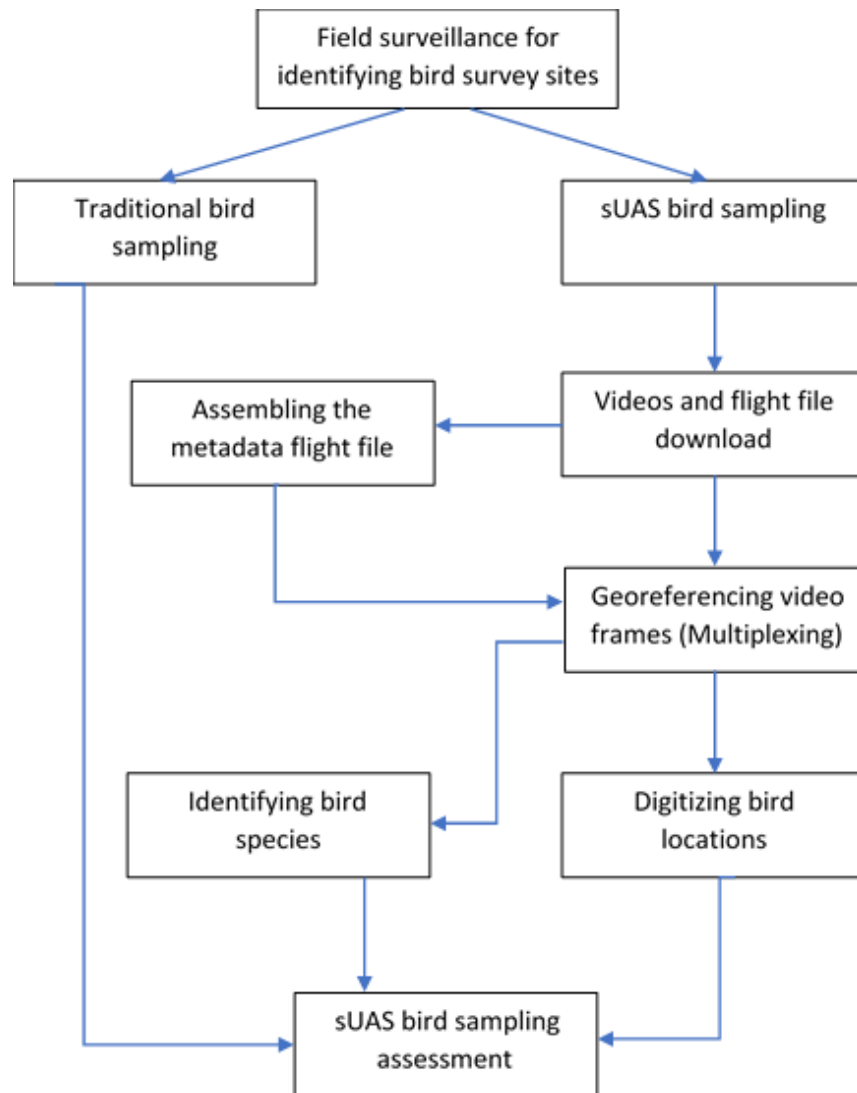 Field surveillance for
identifying bird survey sites
Traditional bird
sampling
sUAS bird sampling
Assembling the
metadata flight file
Videos and flight file
download
Georeferencing video
frames (Multiplexing)
Identifying bird
species
Digitizing bird
locations
sUAS bird sampling
assessment